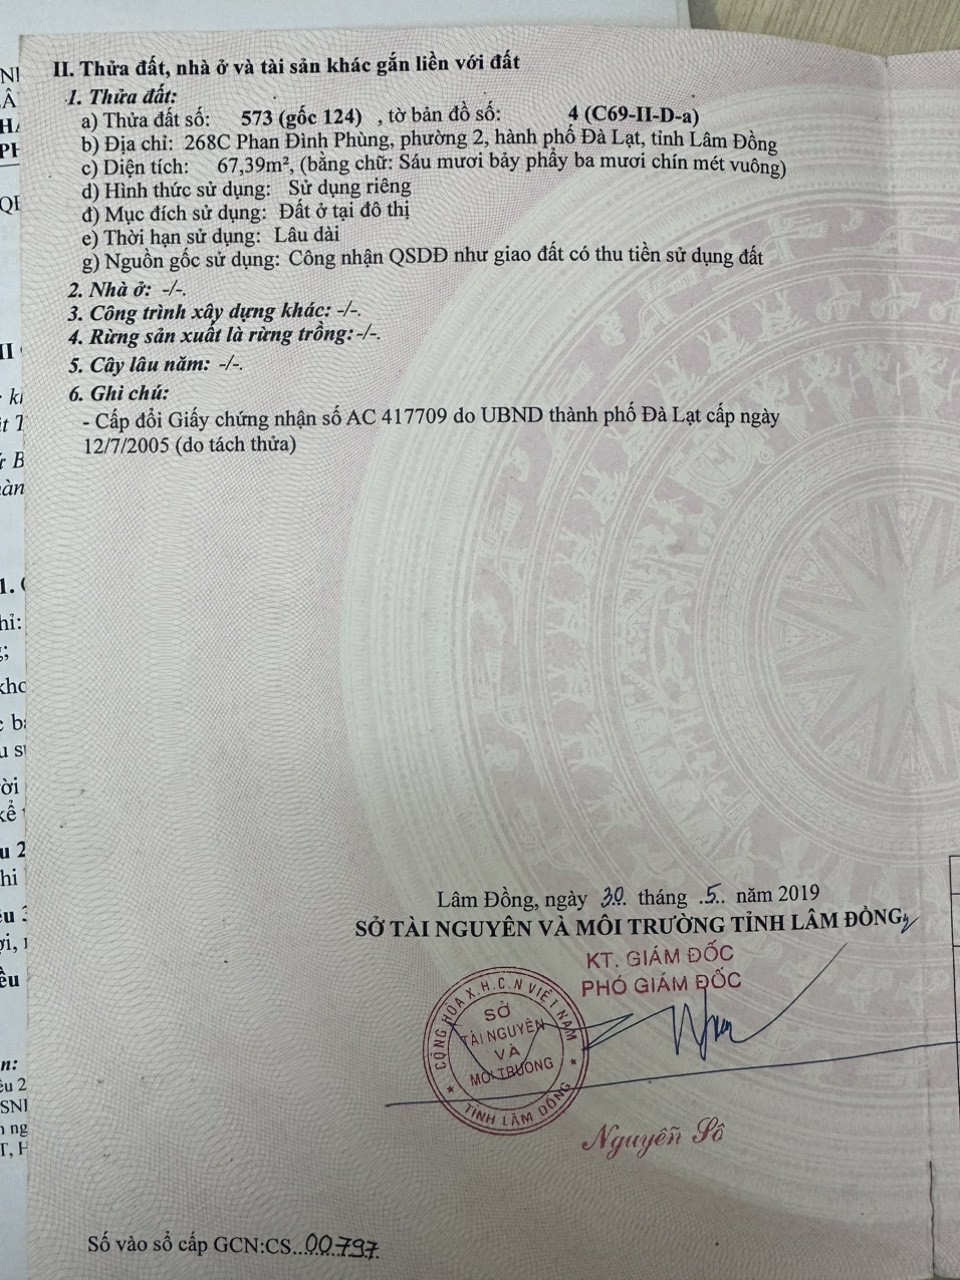 II. Thửa đất, nhà ở và tài sản khác gắn liền với đất
1. Thửa đất:
a) Thửa đất số: 573 (gốc 124) , tờ bản đồ số: 4 (C69-II-D-a)
b) Địa chỉ: 268C Phan Đình Phùng, phường 2, hành phố Đà Lạt, tỉnh Lâm Đồng
c) Diện tích: 67,39m², (bằng chữ: Sáu mươi bảy phẩy ba mươi chín mét vuông)
d) Hình thức sử dụng: Sử dụng riêng
đ) Mục đích sử dụng: Đất ở tại đô thị
e) Thời hạn sử dụng: Lâu dài
g) Nguồn gốc sử dụng: Công nhận QSDĐ như giao đất có thu tiền sử dụng đất
2. Nhà ở: -/-.
3. Công trình xây dựng khác: -/-.
4. Rừng sản xuất là rừng trồng: -/-.
5. Cây lâu năm: -/-.
6. Ghi chú:
- Cấp đổi Giấy chứng nhận số AC 417709 do UBND thành phố Đà Lạt cấp ngày
12/7/2005 (do tách thửa)
Lâm Đồng, ngày 30 tháng .5.. năm 2019
SỞ TÀI NGUYÊN VÀ MÔI TRƯỜNG TỈNH LÂM ĐỒNG
KT. GIÁM ĐỐC
PHÓ GIÁM ĐỐC
CỘNG HÒA X.H.C.N VIỆT NAM
SỞ
TÀI NGUYÊN
VÀ
MÔI TRƯỜNG
TỈNH LÂM ĐỒNG
Nguyễn Sô
Số vào sổ cấp GCN:CS...00797